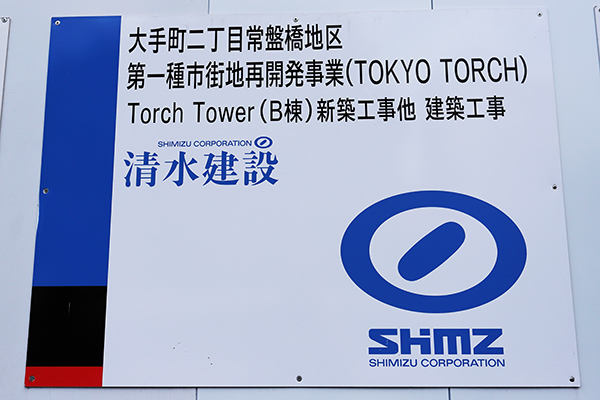 大手町二丁目常盤橋地区
第一種市街地再開発事業(TOKYO TORCH)
Torch Tower(B棟)新築工事他 建築工事
SHIMIZU CORPORATION
清水建設
SHIMZ
SHIMIZU CORPORATION